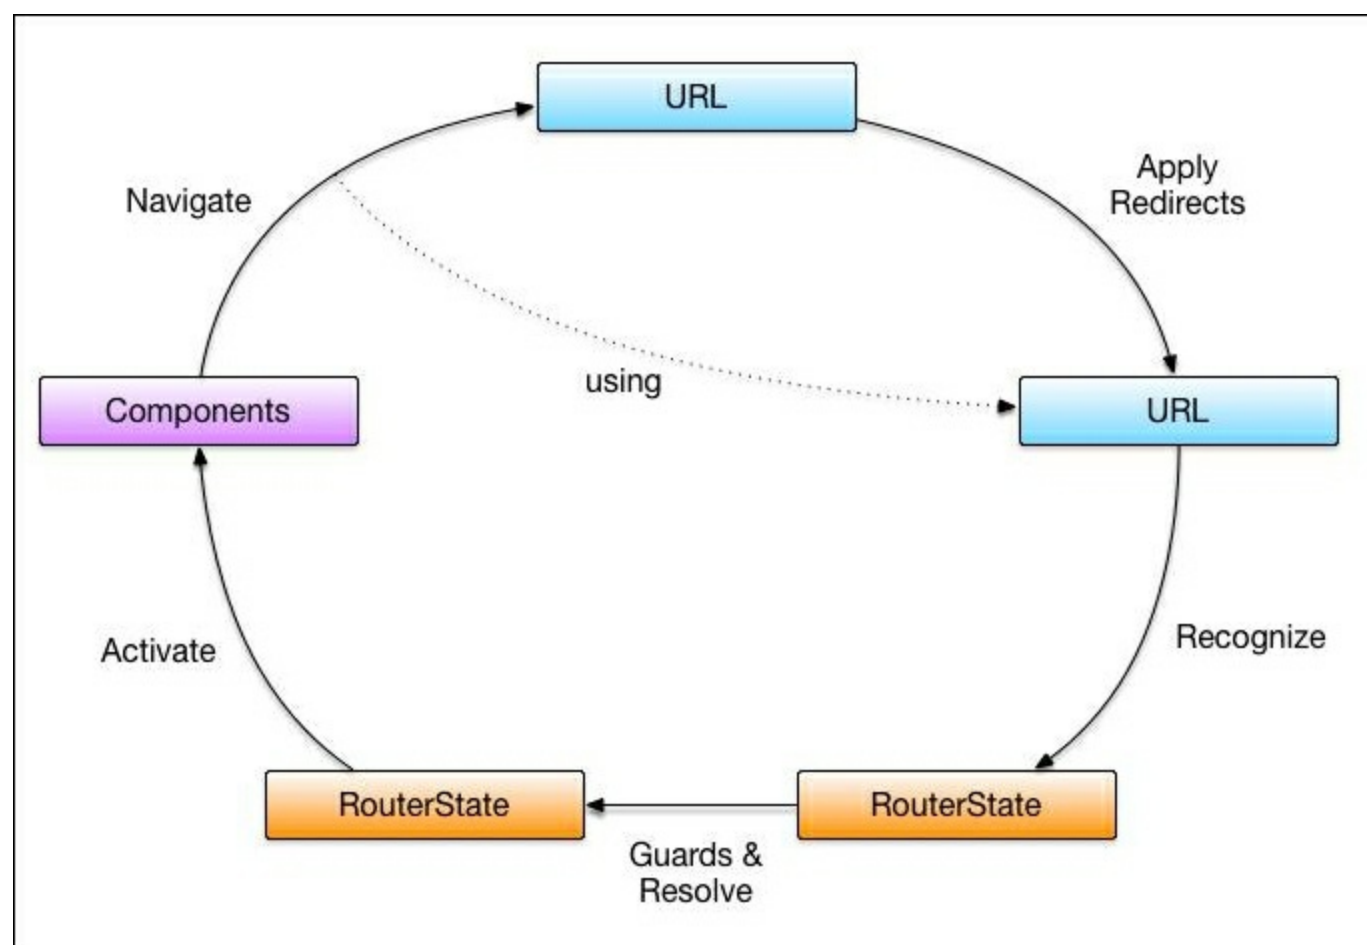 URL
Apply
Redirects
Navigate
using
Components
URL
Activate
Recognize
RouterState
RouterState
Guards &
Resolve